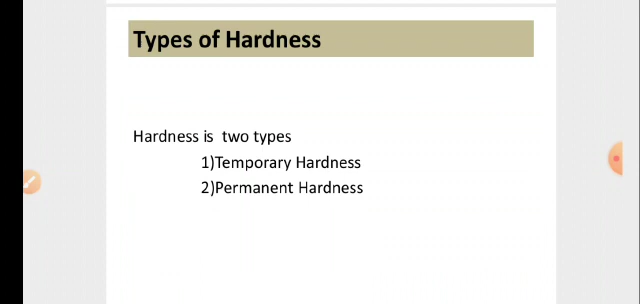 Types of Hardness
Hardness is  two types
1)Temporary Hardness
2)Permanent Hardness